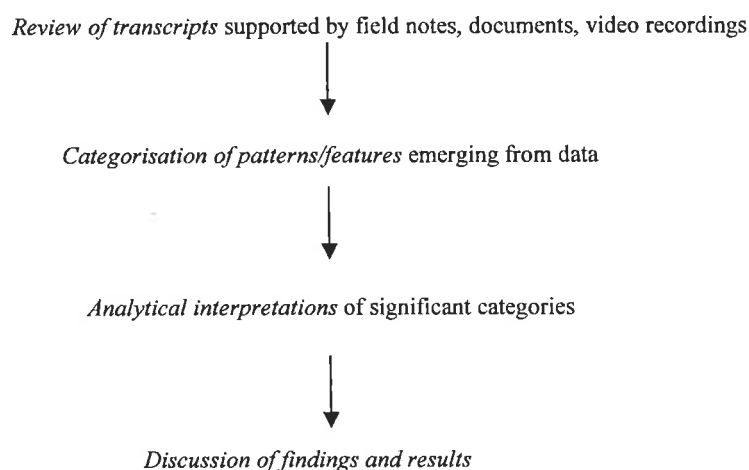 Review of transcripts supported by field notes, documents, video recordings
Categorisation of patterns/features emerging from data
Analytical interpretations of significant categories
Discussion of findings and results